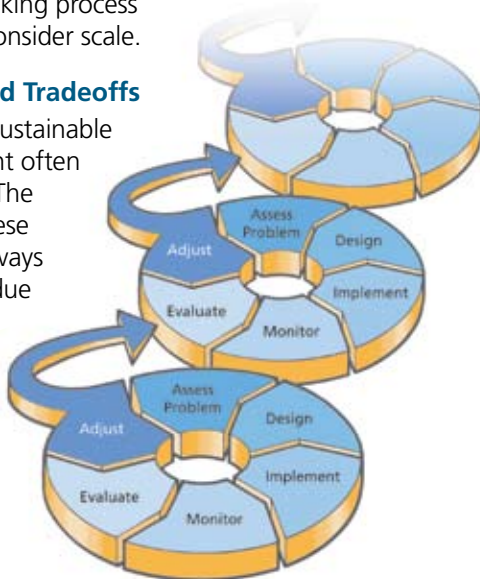 king process
onsider scale.
d Tradeoffs
ustainable
nt often
The
ese
ways
due
Assess
Problem
Design
Implement
Monitor
Evaluate
Adjust
Assess
Problem
Design
Implement
Monitor
Evaluate
Adjust